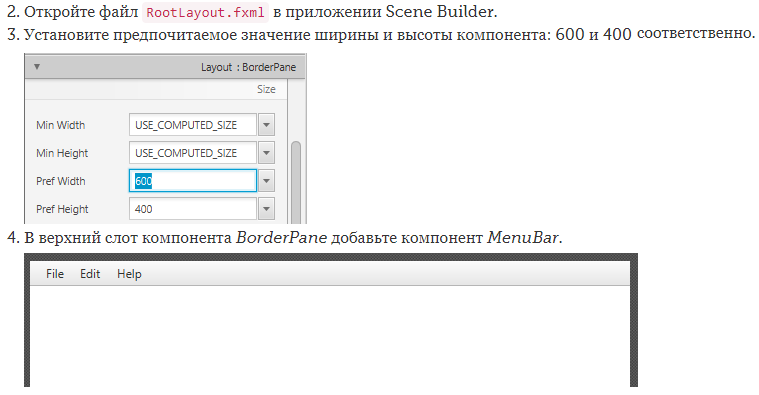 2. Откройте файл RootLayout.fxml в приложении Scene Builder.
3. Установите предпочитаемое значение ширины и высоты компонента: 600 и 400 соответственно.
Layout : BorderPane
Size
Min Width USE_COMPUTED_SIZE
Min Height USE_COMPUTED_SIZE
Pref Width 600
Pref Height 400
4. В верхний слот компонента BorderPane добавьте компонент MenuBar.
File Edit Help